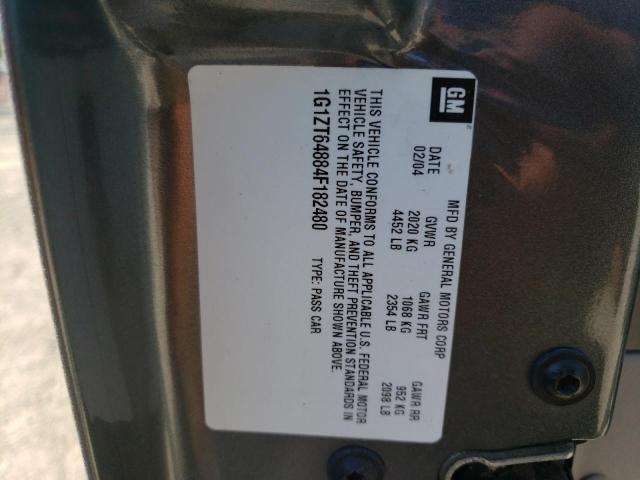 GM
MFD BY GENERAL MOTORS CORP
DATE GVWR GAWR FRT GAWR RR
02/04 2020 KG 1068 KG 952 KG
4452 LB 2354 LB 2098 LB
THIS VEHICLE CONFORMS TO ALL APPLICABLE U.S. FEDERAL MOTOR
VEHICLE SAFETY, BUMPER, AND THEFT PREVENTION STANDARDS IN
EFFECT ON THE DATE OF MANUFACTURE SHOWN ABOVE.
1G1ZT64884F182480 TYPE: PASS CAR